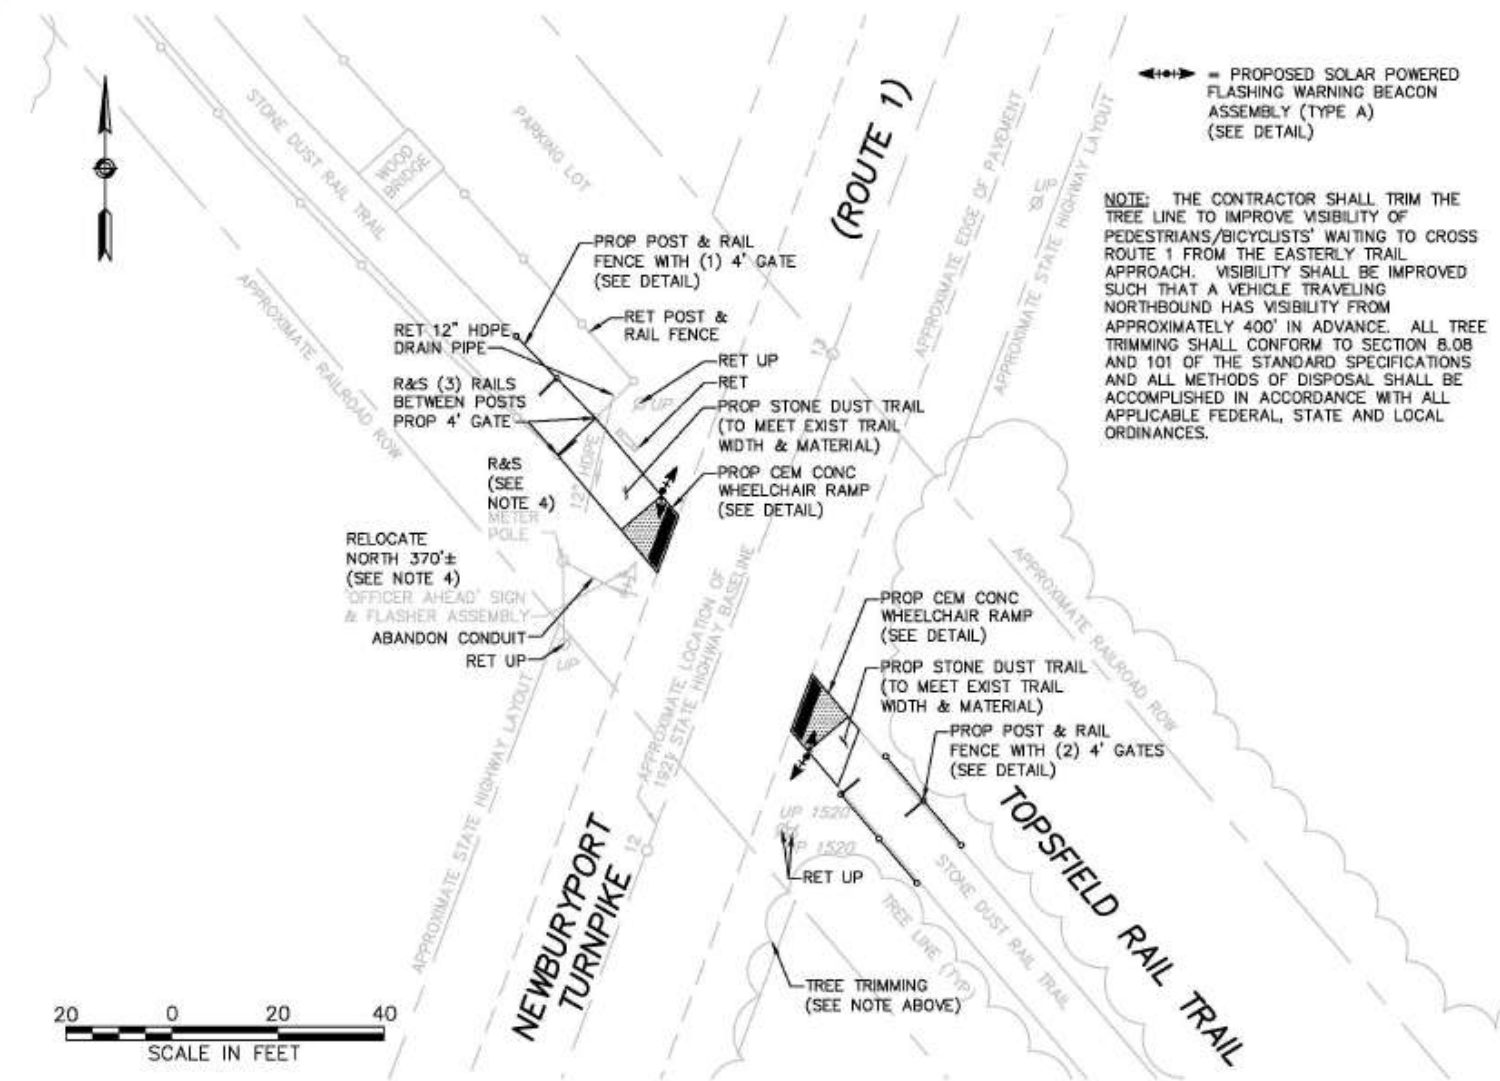 = PROPOSED SOLAR POWERED
FLASHING WARNING BEACON
ASSEMBLY (TYPE A)
(SEE DETAIL)
NOTE: THE CONTRACTOR SHALL TRIM THE
TREE LINE TO IMPROVE VISIBILITY OF
PEDESTRIANS/BICYCLISTS' WAITING TO CROSS
ROUTE 1 FROM THE EASTERLY TRAIL
APPROACH. VISIBILITY SHALL BE IMPROVED
SUCH THAT A VEHICLE TRAVELING
NORTHBOUND HAS VISIBILITY FROM
APPROXIMATELY 400' IN ADVANCE. ALL TREE
TRIMMING SHALL CONFORM TO SECTION 8.08
AND 101 OF THE STANDARD SPECIFICATIONS
AND ALL METHODS OF DISPOSAL SHALL BE
ACCOMPLISHED IN ACCORDANCE WITH ALL
APPLICABLE FEDERAL, STATE AND LOCAL
ORDINANCES.
STONE DUST RAIL TRAIL
WOOD
BRIDGE
PARKING LOT
(ROUTE 1)
APPROXIMATE EDGE OF PAVEMENT
APPROXIMATE STATE HIGHWAY LAYOUT
UP
APPROXIMATE RAILROAD ROW
PROP POST & RAIL
FENCE WITH (1) 4' GATE
(SEE DETAIL)
RET POST &
RAIL FENCE
RET 12" HDPE
DRAIN PIPE
RET UP
RET
UP
R&S (3) RAILS
BETWEEN POSTS
PROP 4' GATE
PROP STONE DUST TRAIL
(TO MEET EXIST TRAIL
WIDTH & MATERIAL)
12" HDPE
R&S
(SEE
NOTE 4)
PROP CEM CONC
WHEELCHAIR RAMP
(SEE DETAIL)
METER
POLE
RELOCATE
NORTH 370'±
(SEE NOTE 4)
'OFFICER AHEAD' SIGN
& FLASHER ASSEMBLY
ABANDON CONDUIT
RET UP
UP
13
APPROXIMATE LOCATION OF
1921 STATE HIGHWAY BASELINE
12
APPROXIMATE STATE HIGHWAY LAYOUT
APPROXIMATE RAILROAD ROW
PROP CEM CONC
WHEELCHAIR RAMP
(SEE DETAIL)
PROP STONE DUST TRAIL
(TO MEET EXIST TRAIL
WIDTH & MATERIAL)
PROP POST & RAIL
FENCE WITH (2) 4' GATES
(SEE DETAIL)
UP 1520
UP 1520
RET UP
NEWBURYPORT
TURNPIKE
TOPSFIELD RAIL TRAIL
STONE DUST RAIL TRAIL
TREE LINE (TYP)
TREE TRIMMING
(SEE NOTE ABOVE)
20 0 20 40
SCALE IN FEET